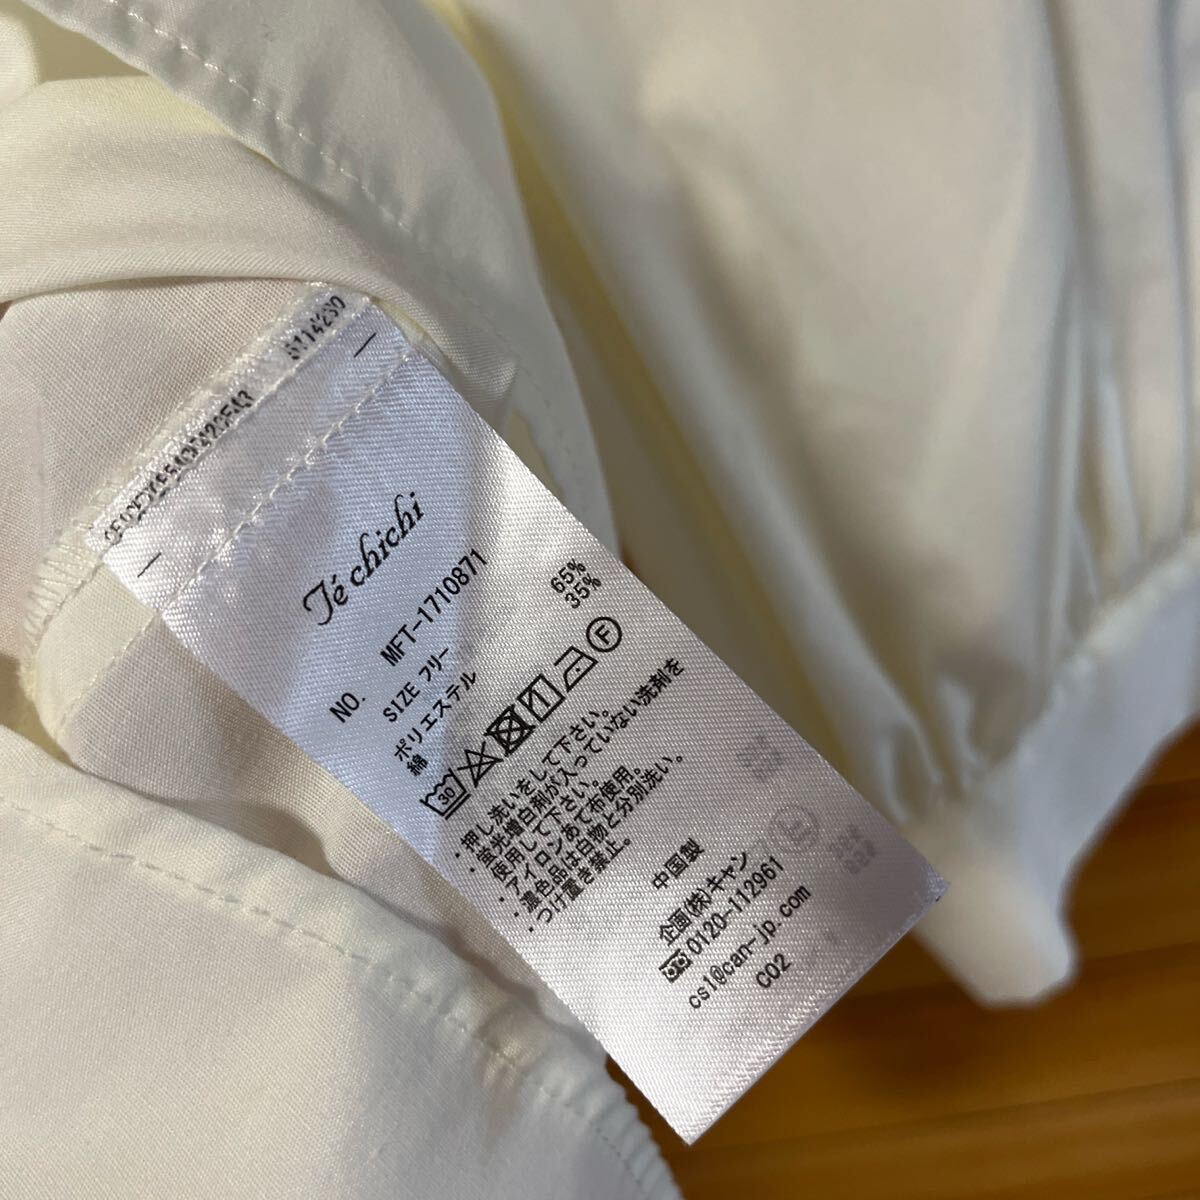 6114230
Té chichi
NO. MFT-1710871
SIZE フリー
ポリエステル 65%
綿 35%
30 F
・押し洗いをして下さい。
・蛍光増白剤が入っていない洗剤を
使用して下さい。
・アイロンあて布使用。
・濃色品は白物と分別洗い。
・つけ置き禁止。
中国製
企画(株)キャン
0120-112961
cs1@can-jp.com
C02